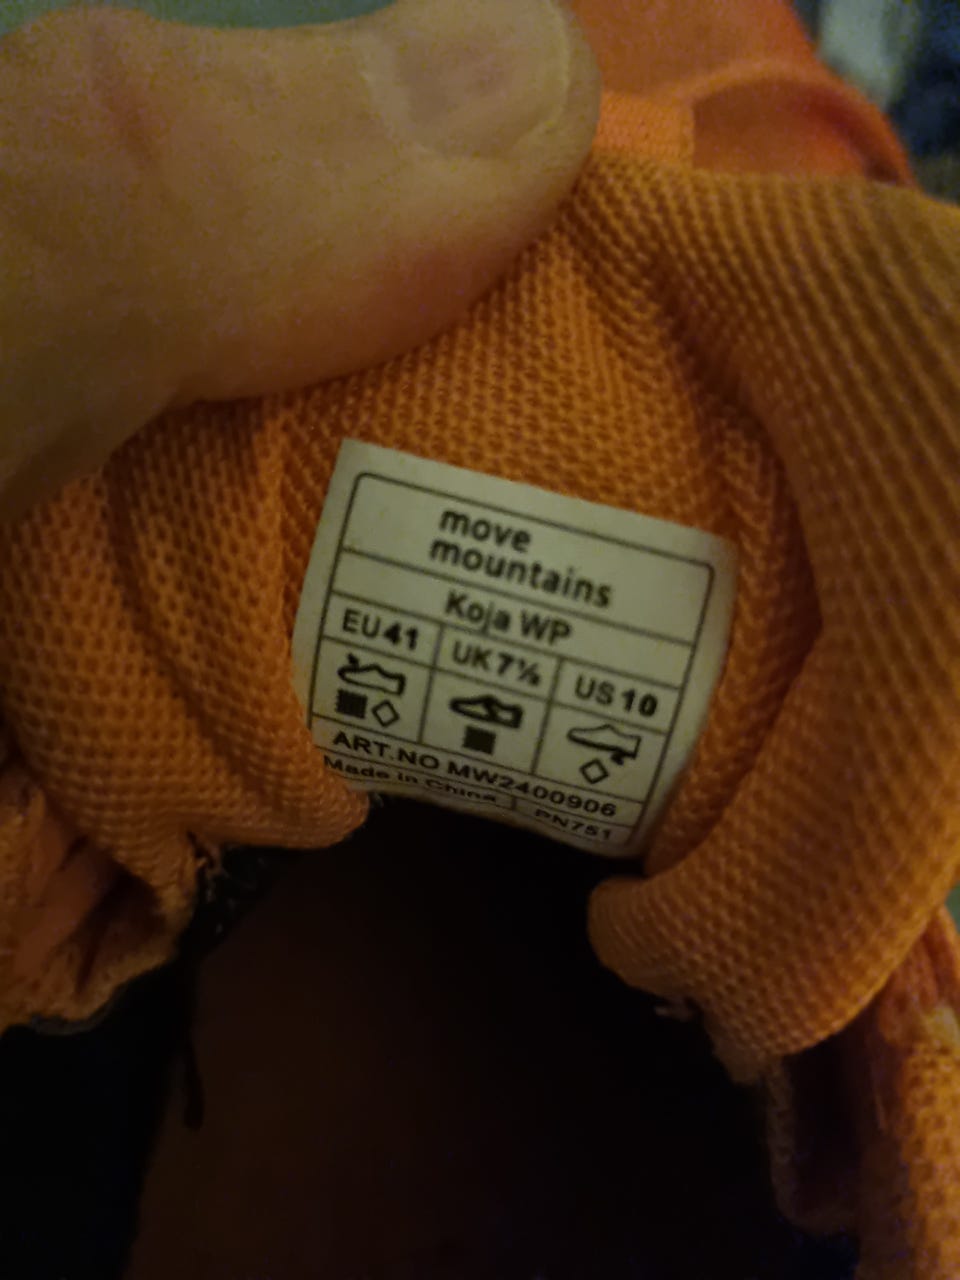 move
mountains
Koja WP
EU 41 UK 7½ US 10
ART.NO MW2400906
Made in China PN751